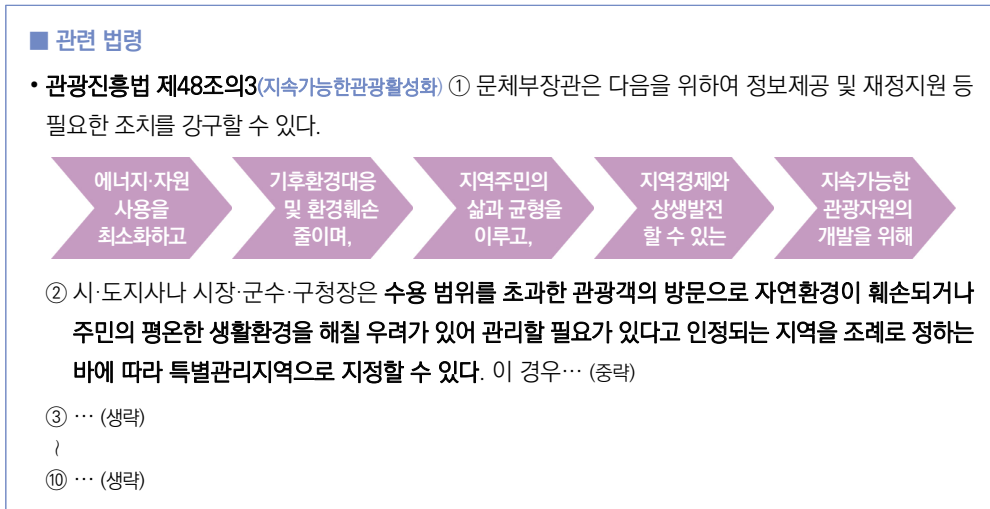 ■ 관련 법령
• 관광진흥법 제48조의3(지속가능한관광활성화) ① 문체부장관은 다음을 위하여 정보제공 및 재정지원 등
필요한 조치를 강구할 수 있다.
에너지·자원
사용을
최소화하고
기후환경대응
및 환경훼손
줄이며,
지역주민의
삶과 균형을
이루고,
지역경제와
상생발전
할 수 있는
지속가능한
관광자원의
개발을 위해
② 시·도지사나 시장·군수·구청장은 수용 범위를 초과한 관광객의 방문으로 자연환경이 훼손되거나
주민의 평온한 생활환경을 해칠 우려가 있어 관리할 필요가 있다고 인정되는 지역을 조례로 정하는
바에 따라 특별관리지역으로 지정할 수 있다. 이 경우… (중략)
③ … (생략)
~
⑩ … (생략)